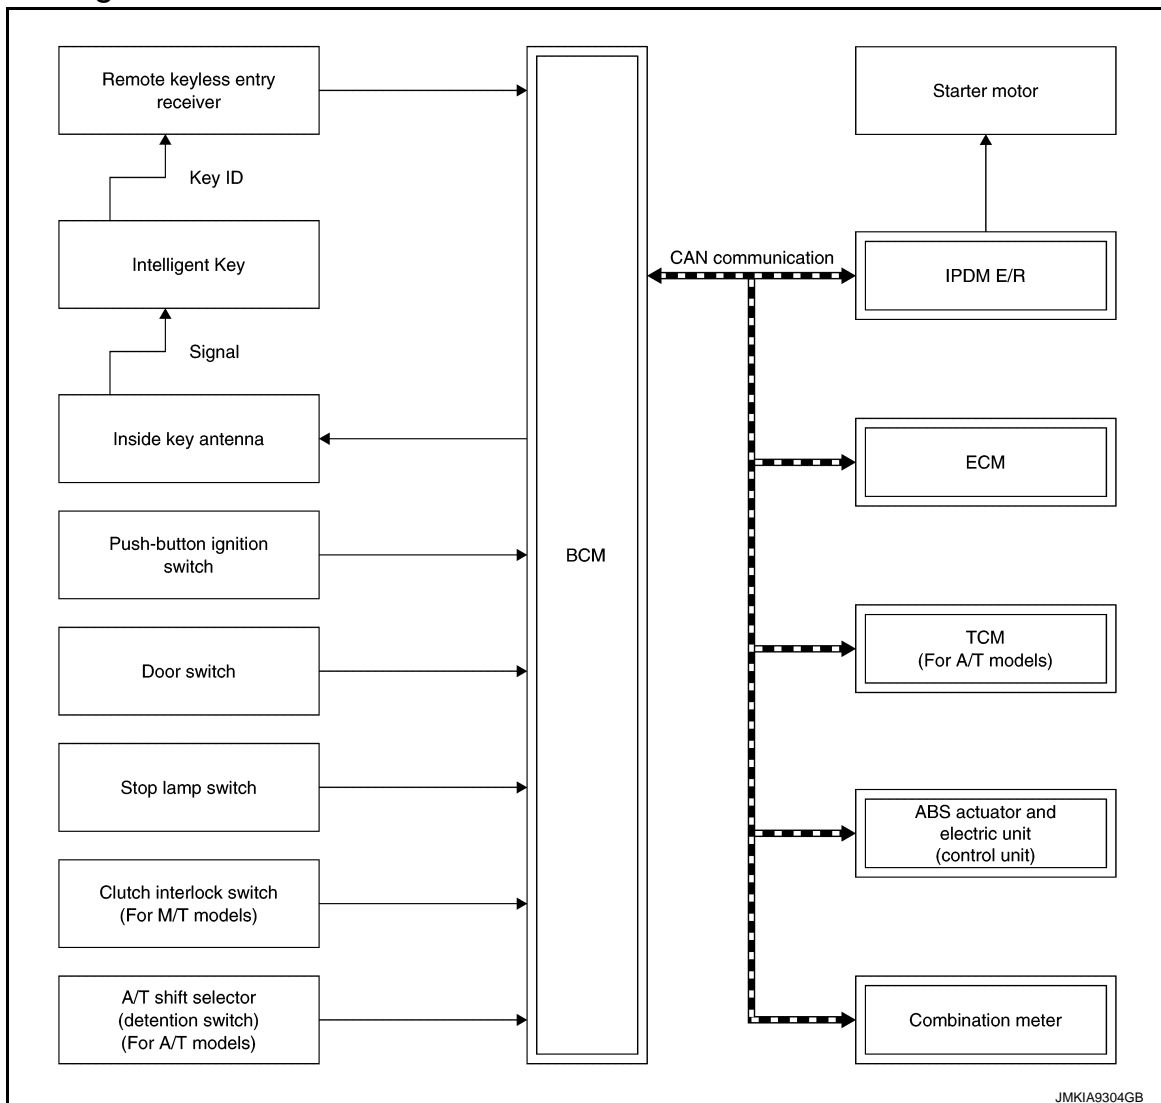 Remote keyless entry
receiver
Key ID
Intelligent Key
Signal
Inside key antenna
Push-button ignition
switch
Door switch
Stop lamp switch
Clutch interlock switch
(For M/T models)
A/T shift selector
(detention switch)
(For A/T models)
BCM
CAN communication
Starter motor
IPDM E/R
ECM
TCM
(For A/T models)
ABS actuator and
electric unit
(control unit)
Combination meter
JMKIA9304GB